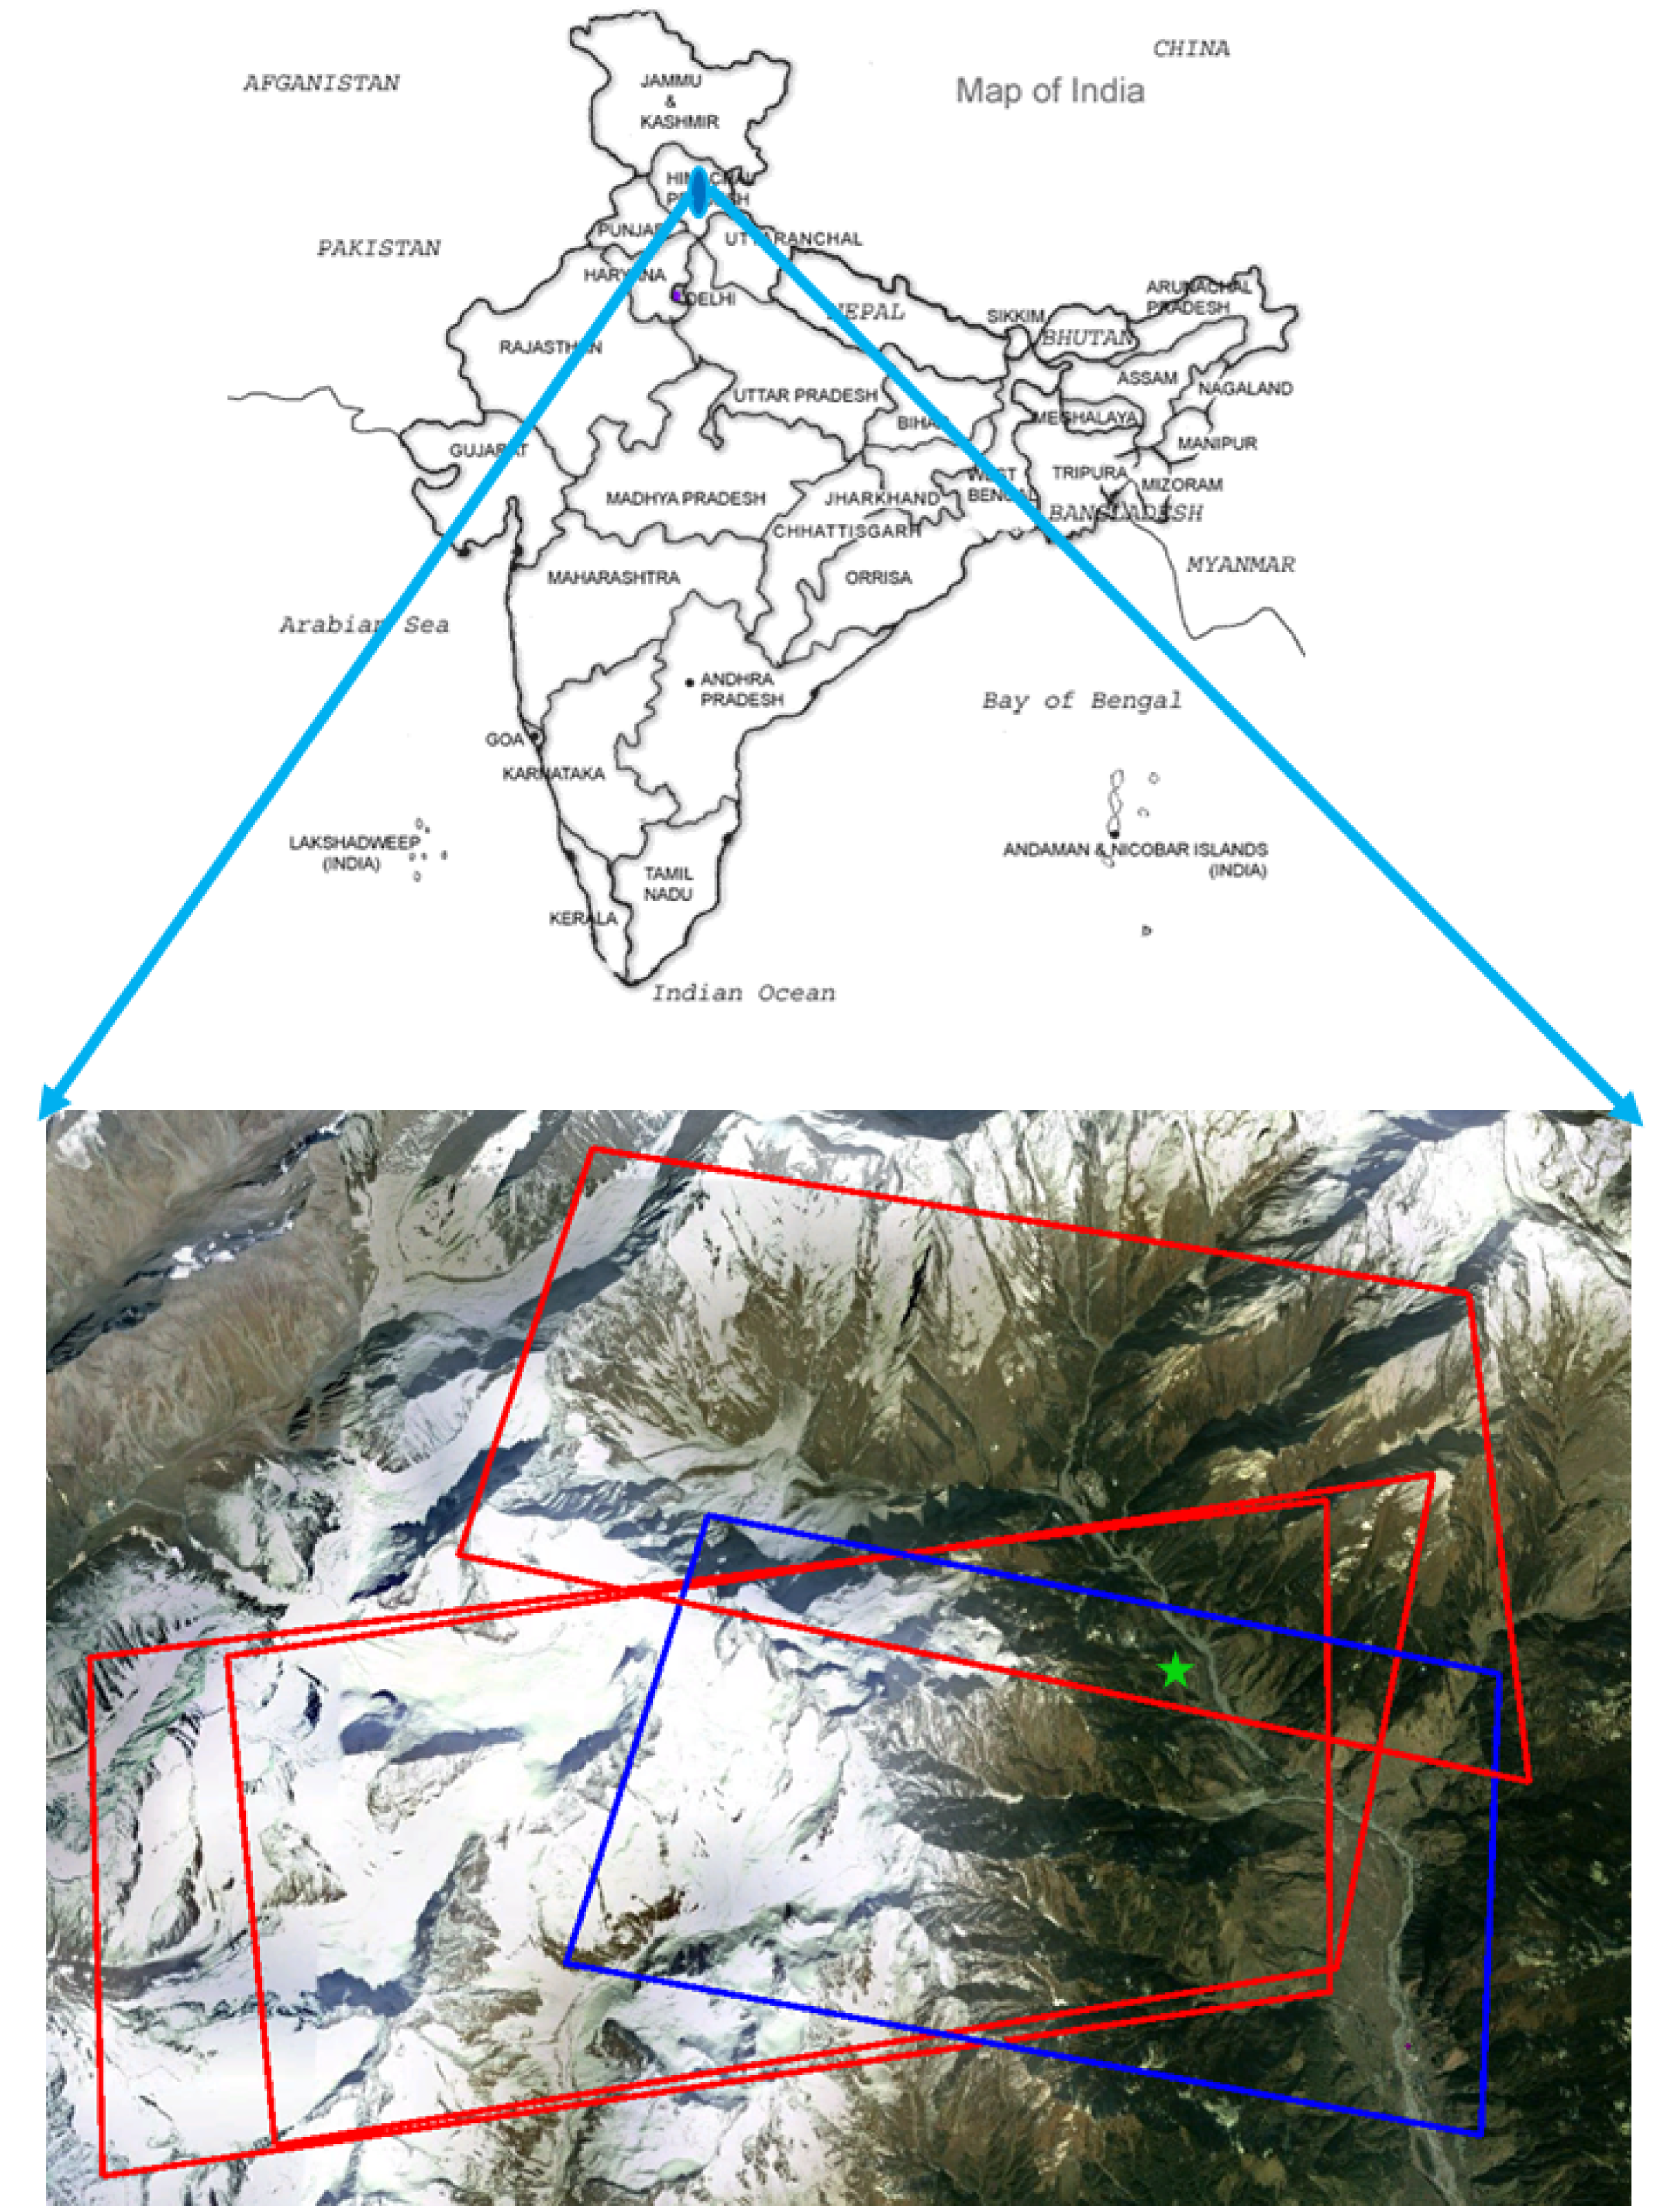 CHINA
AFGANISTAN
JAMMU
&
KASHMIR
Map of India
HIMACHAL
PRADESH
PUNJAB
UTTARANCHAL
PAKISTAN
HARYANA
DELHI
ARUNACHAL
PRADESH
NEPAL
SIKKIM
BHUTAN
RAJASTHAN
ASSAM
NAGALAND
UTTAR PRADESH
BIHAR
MEGHALAYA
MANIPUR
GUJARAT
WEST
BENGAL
TRIPURA
MIZORAM
MADHYA PRADESH
JHARKHAND
BANGLADESH
CHHATTISGARH
MYANMAR
MAHARASHTRA
ORRISA
Arabian Sea
ANDHRA
PRADESH
Bay of Bengal
GOA
KARNATAKA
LAKSHADWEEP
(INDIA)
ANDAMAN & NICOBAR ISLANDS
(INDIA)
TAMIL
NADU
KERALA
Indian Ocean